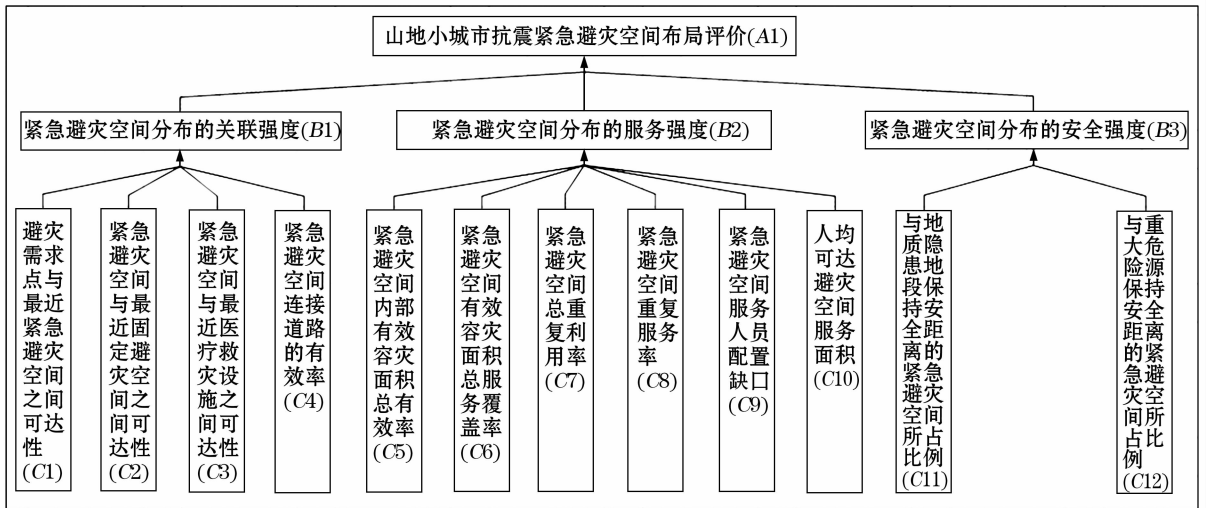 山地小城市抗震紧急避灾空间布局评价(A1)
紧急避灾空间分布的关联强度(B1)
紧急避灾空间分布的服务强度(B2)
紧急避灾空间分布的安全强度(B3)
避灾
需求
点与
最近
紧急
避灾
空间
之间
可达
性
(C1)
紧急
避灾
空间
与最
近固
定避
灾空
间之
间可
达性
(C2)
紧急
避灾
空间
与最
近医
疗救
灾设
施之
间可
达性
(C3)
紧急
避灾
空间
连接
道路
的有
效率
(C4)
紧急
避灾
空间
内部
有效
容灾
面积
总有
效率
(C5)
紧急
避灾
空间
有效
容灾
面积
总服
务覆
盖率
(C6)
紧急
避灾
空间
总重
复利
用率
(C7)
紧急
避灾
空间
重复
服务
率
(C8)
紧急
避灾
空间
服务
人员
配置
缺口
(C9)
人均
可达
避灾
空间
服务
面积
(C10)
与地
质隐
患地
段保
持安
全距
离的
紧急
避灾
空间
所占
比例
(C11)
与重
大危
险源
保持
安全
距离
的紧
急避
灾空
间所
占比
例
(C12)